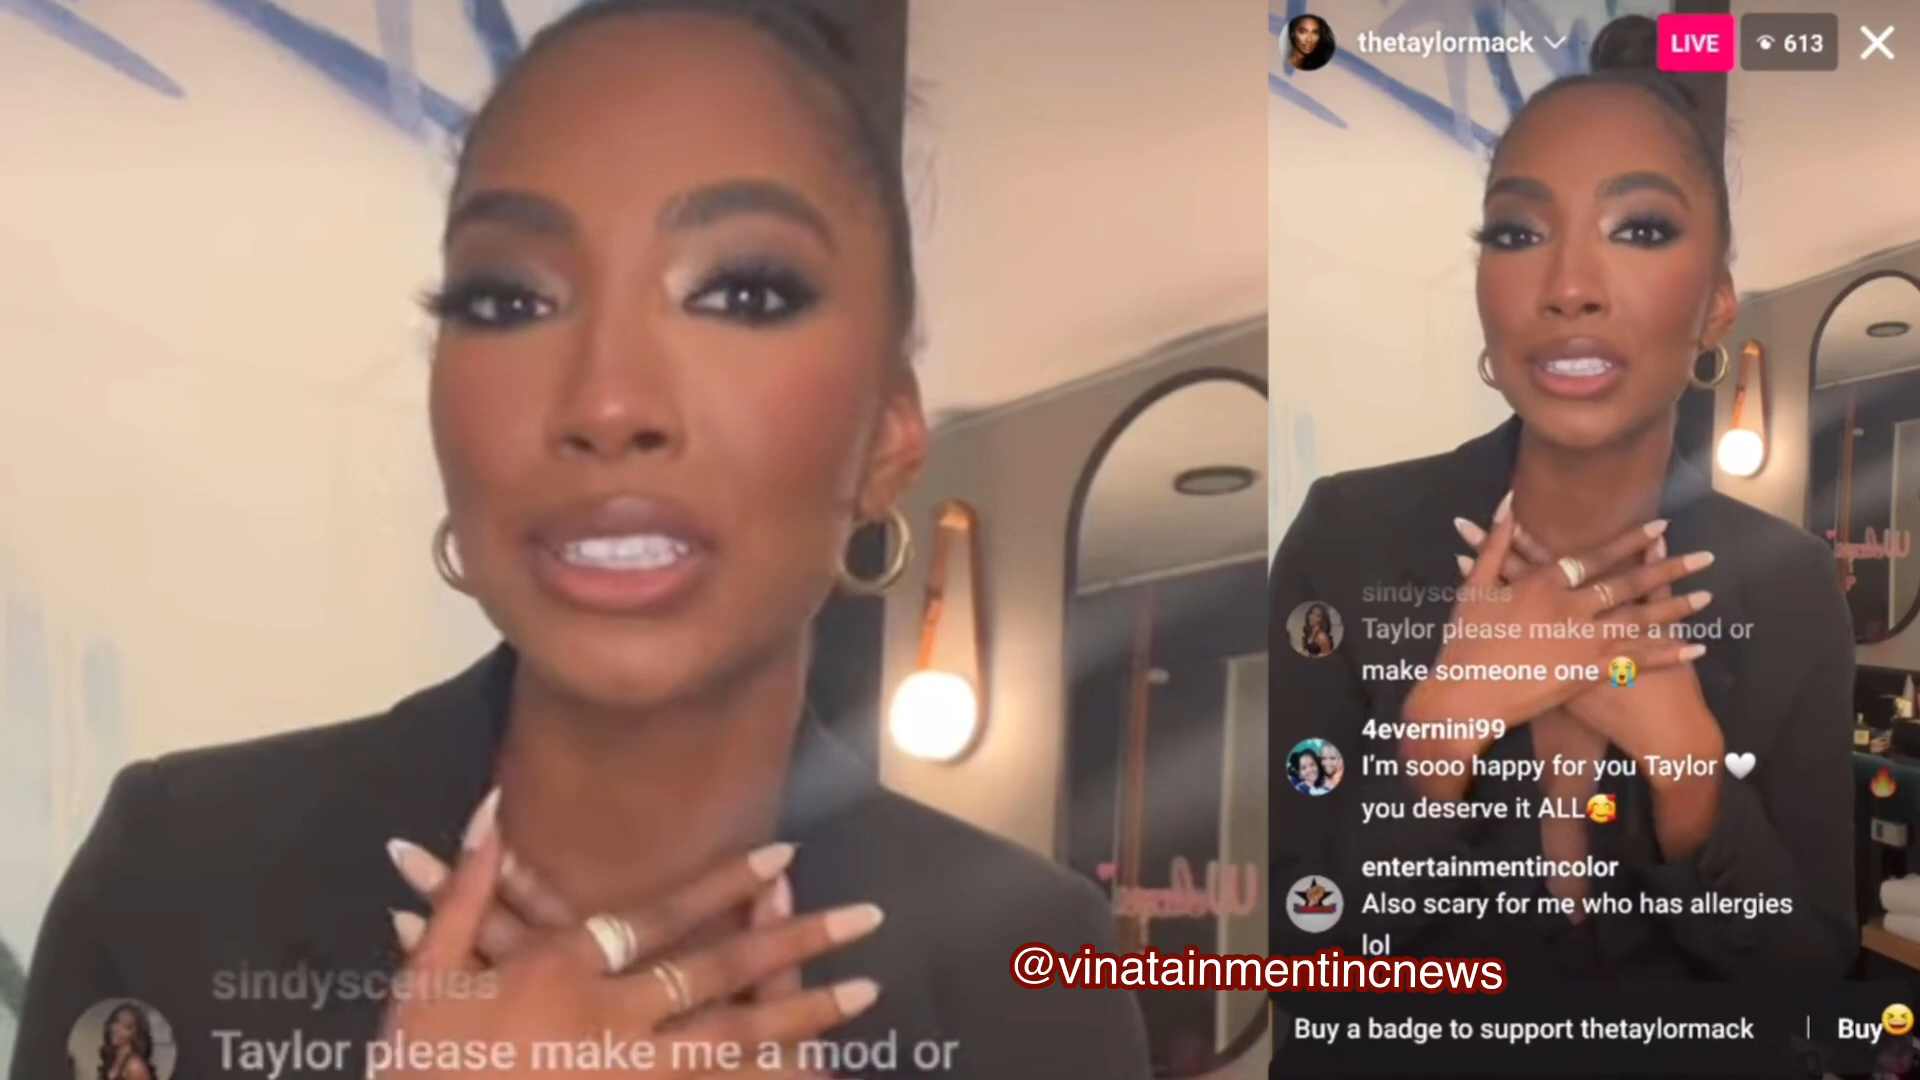 thetaylormack
LIVE
613
sindyscenes
Taylor please make me a mod or
make someone one 😭
4evernini99
I'm sooo happy for you Taylor 🤍
you deserve it ALL🥰
entertainmentincolor
Also scary for me who has allergies
lol
Buy a badge to support thetaylormack | Buy
sindyscenes
Taylor please make me a mod or
@vinatainmentincnews